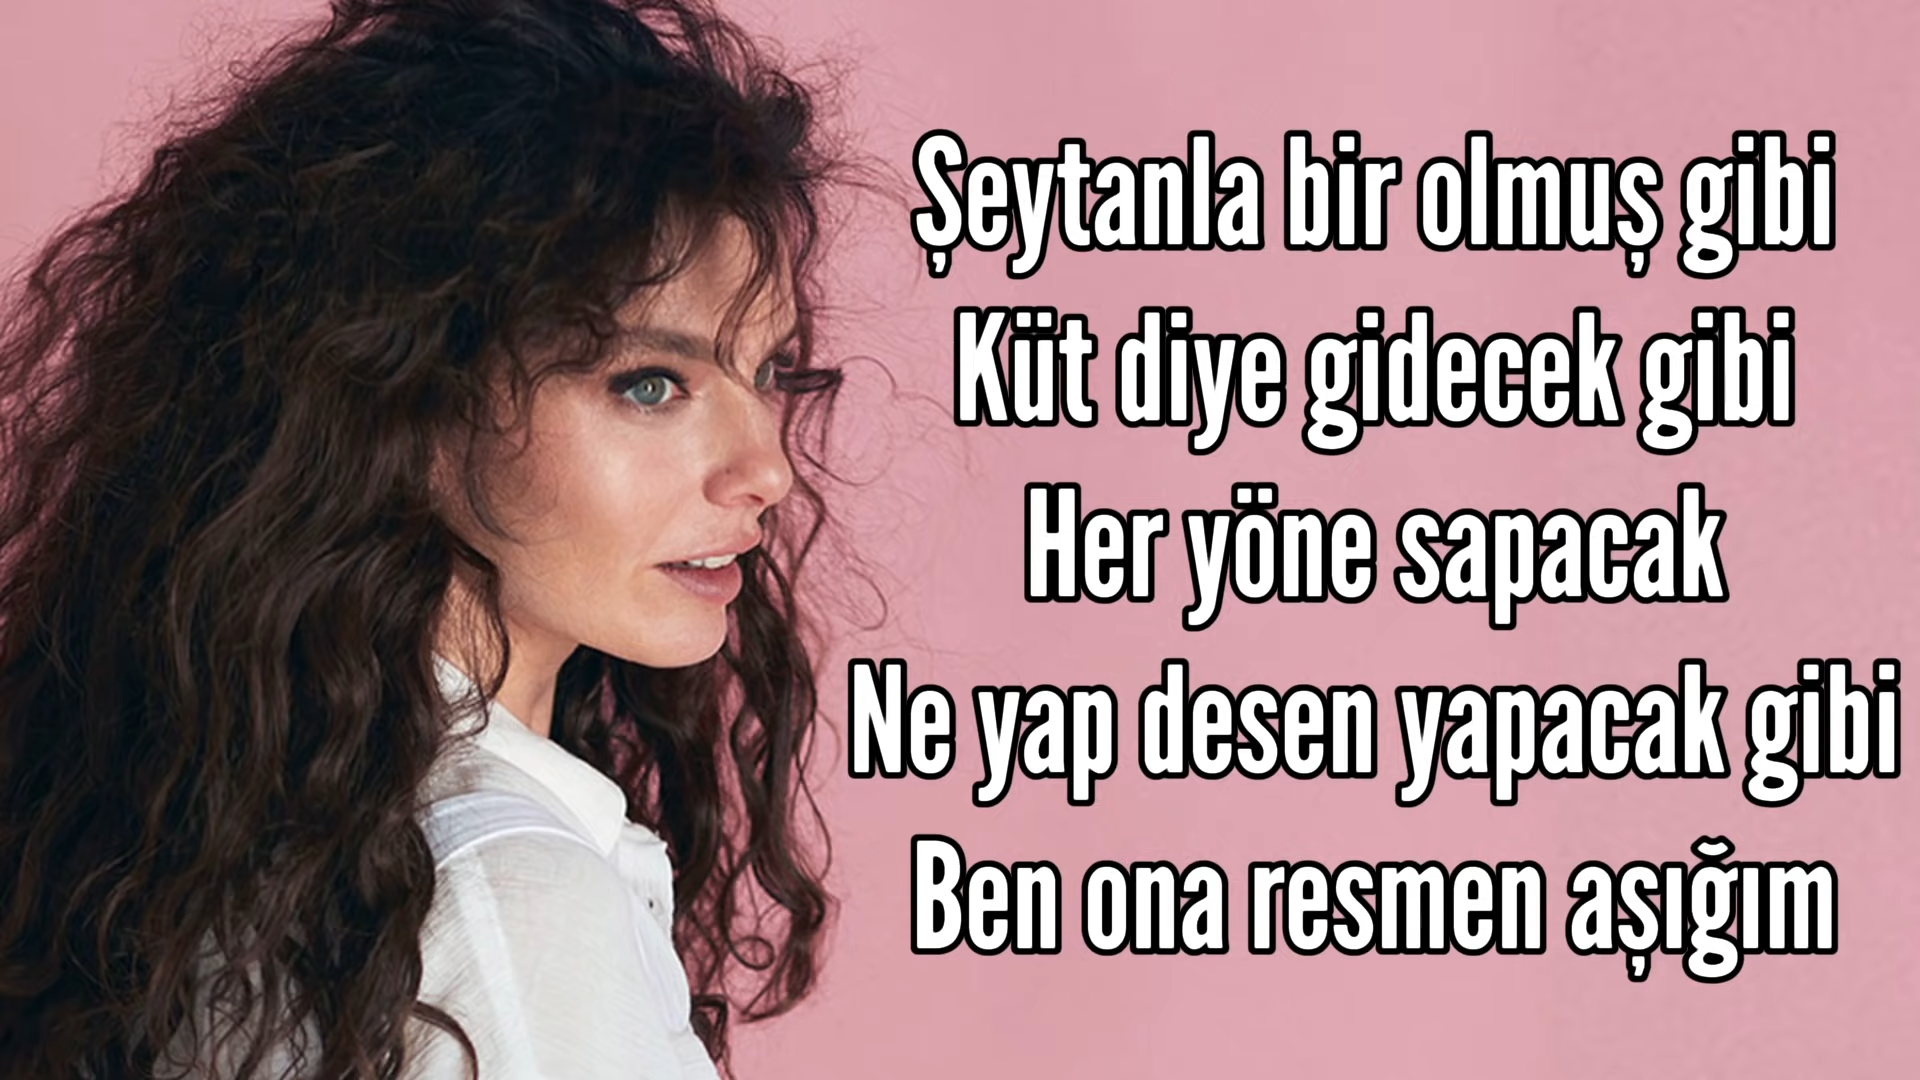 Şeytanla bir olmuş gibi
Küt diye gidecek gibi
Her yöne sapacak
Ne yap desen yapacak gibi
Ben ona resmen aşığım